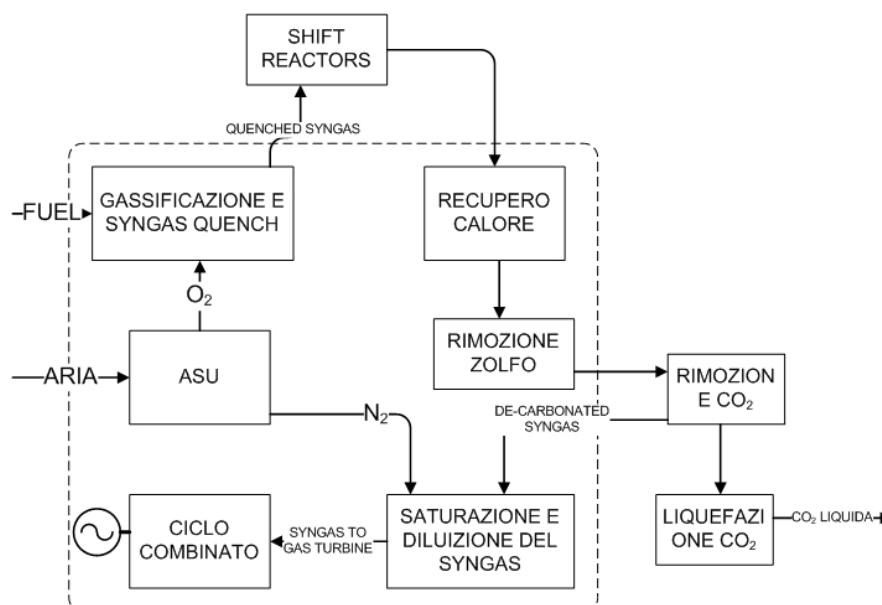 SHIFT
REACTORS
QUENCHED SYNGAS
GASSIFICAZIONE E
SYNGAS QUENCH
RECUPERO
CALORE
FUEL
O₂
RIMOZIONE
ZOLFO
ARIA
ASU
RIMOZION
E CO₂
N₂
DE-CARBONATED
SYNGAS
CICLO
COMBINATO
SYNGAS TO
GAS TURBINE
SATURAZIONE E
DILUIZIONE DEL
SYNGAS
LIQUEFAZI
ONE CO₂
CO₂ LIQUIDA